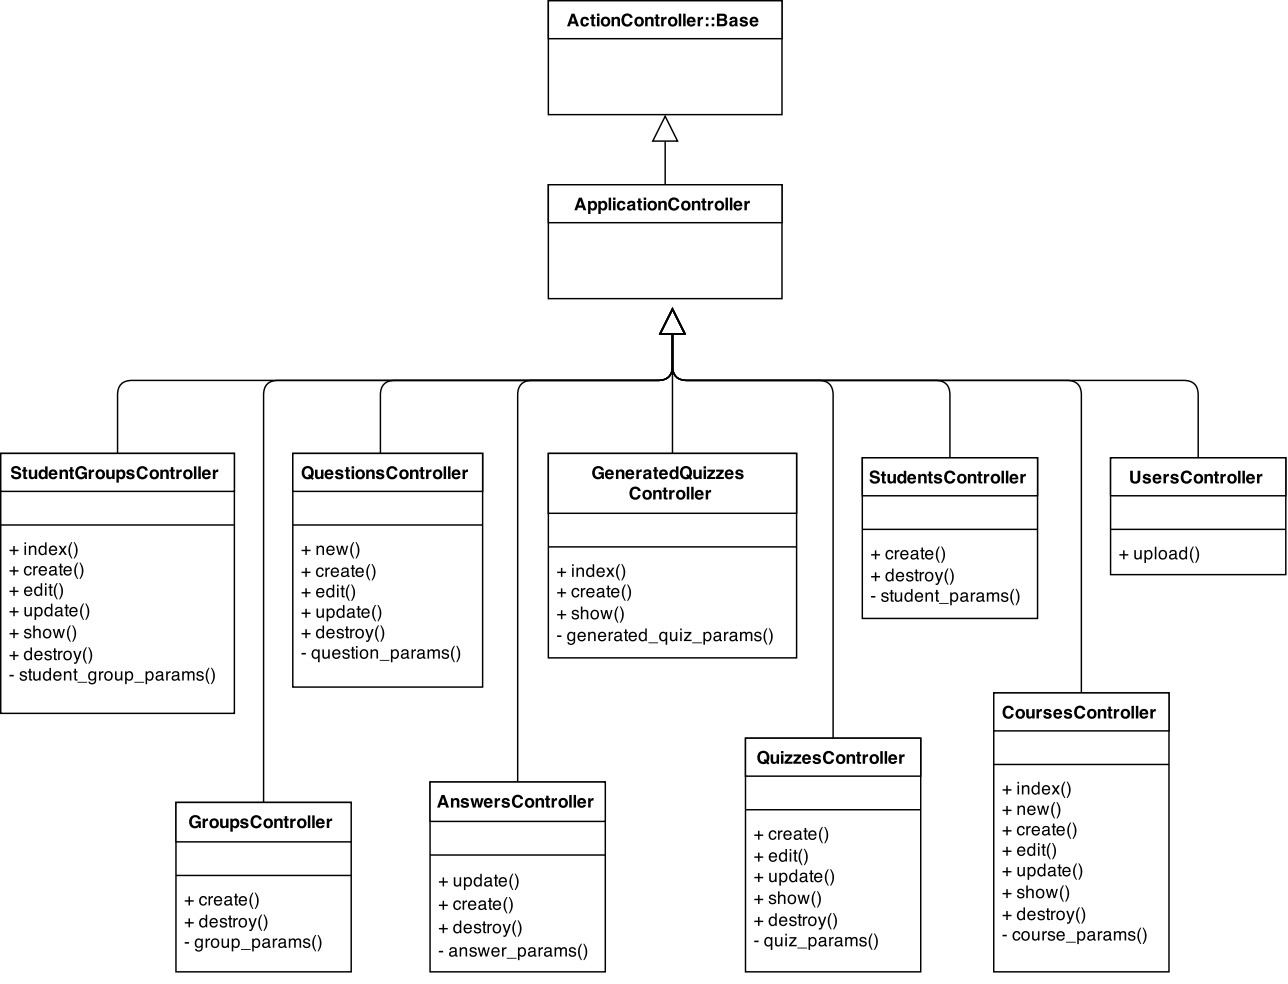 ActionController::Base
ApplicationController
StudentGroupsController
+ index()
+ create()
+ edit()
+ update()
+ show()
+ destroy()
- student_group_params()
QuestionsController
+ new()
+ create()
+ edit()
+ update()
+ destroy()
- question_params()
GeneratedQuizzes
Controller
+ index()
+ create()
+ show()
- generated_quiz_params()
StudentsController
+ create()
+ destroy()
- student_params()
UsersController
+ upload()
GroupsController
+ create()
+ destroy()
- group_params()
AnswersController
+ update()
+ create()
+ destroy()
- answer_params()
QuizzesController
+ create()
+ edit()
+ update()
+ show()
+ destroy()
- quiz_params()
CoursesController
+ index()
+ new()
+ create()
+ edit()
+ update()
+ show()
+ destroy()
- course_params()